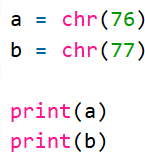 a = chr(76)
b = chr(77)
print(a)
print(b)